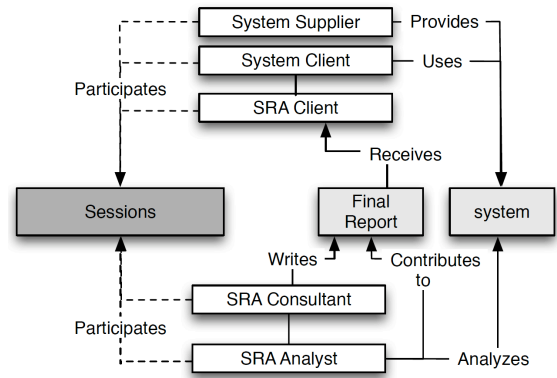 System Supplier
Provides
System Client
Uses
Participates
SRA Client
Receives
Sessions
Final
Report
system
Writes
Contributes
to
SRA Consultant
Participates
SRA Analyst
Analyzes